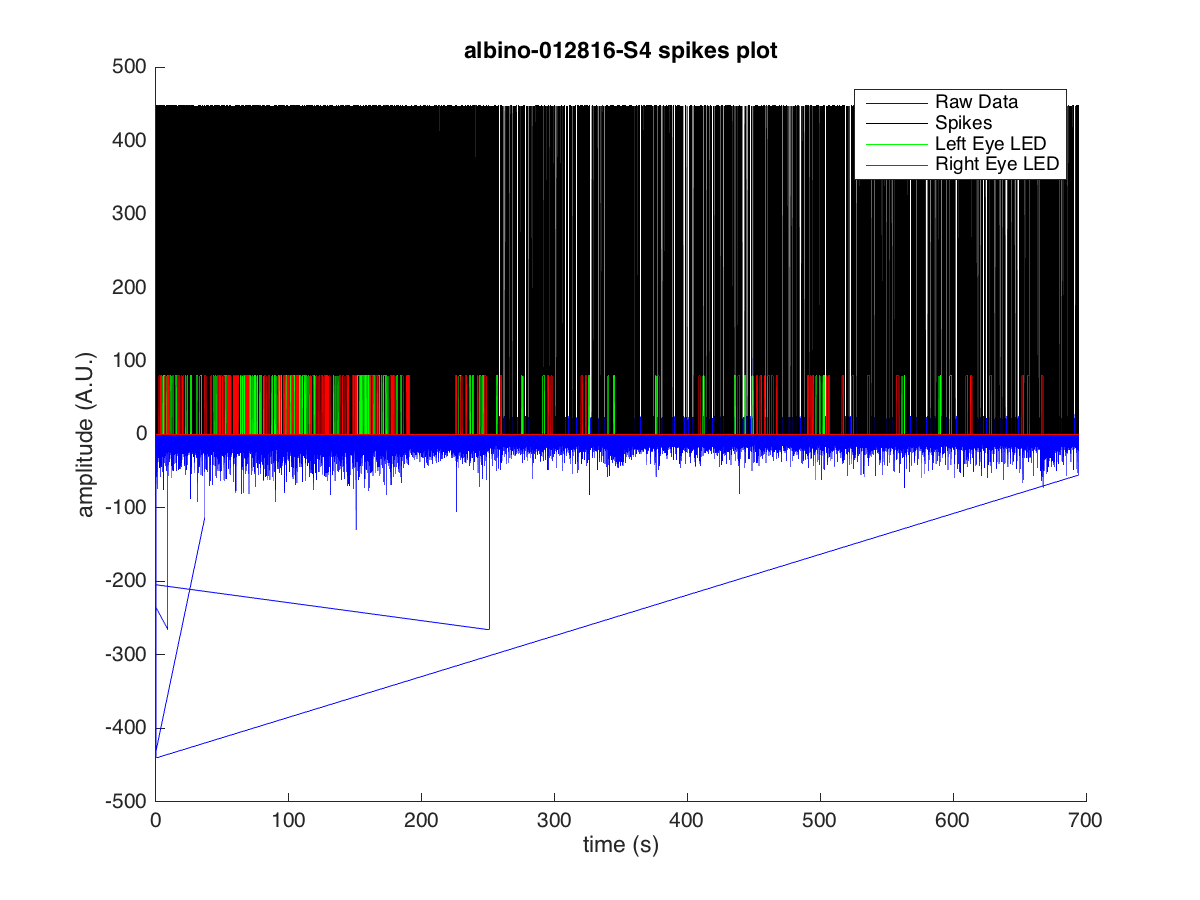 albino-012816-S4 spikes plot
500
400
300
200
100
0
-100
-200
-300
-400
-500
amplitude (A.U.)
Raw Data
Spikes
Left Eye LED
Right Eye LED
0 100 200 300 400 500 600 700
time (s)